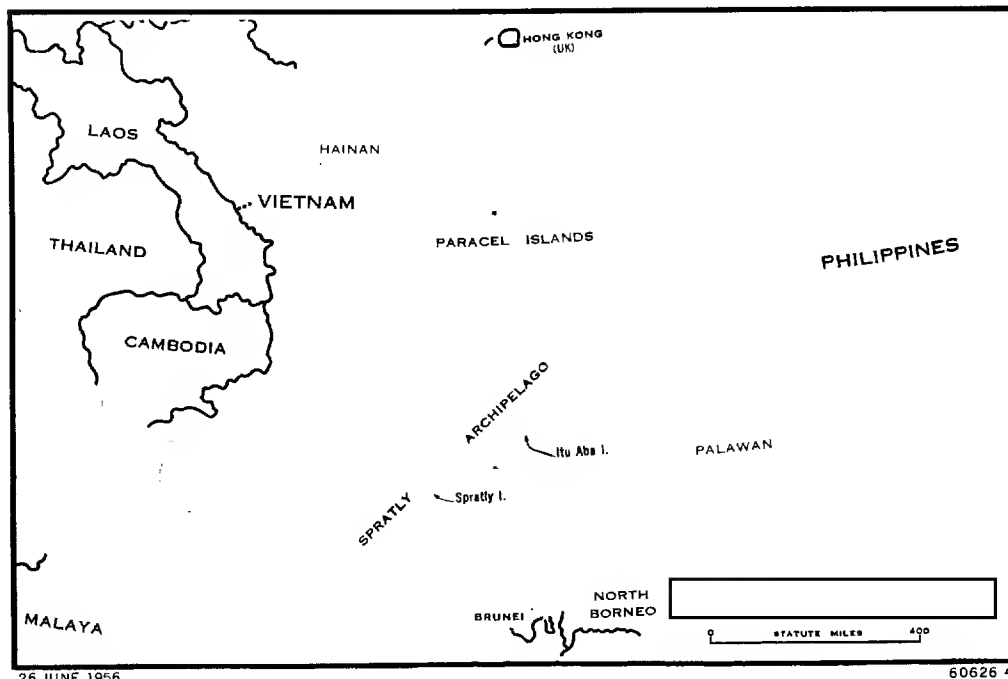 HONG KONG
(UK)
LAOS
HAINAN
VIETNAM
THAILAND
PARACEL ISLANDS
PHILIPPINES
CAMBODIA
ARCHIPELAGO
Itu Aba I.
PALAWAN
SPRATLY
Spratly I.
MALAYA
BRUNEI
NORTH
BORNEO
0 STATUTE MILES 400
26 JUNE 1956
60626